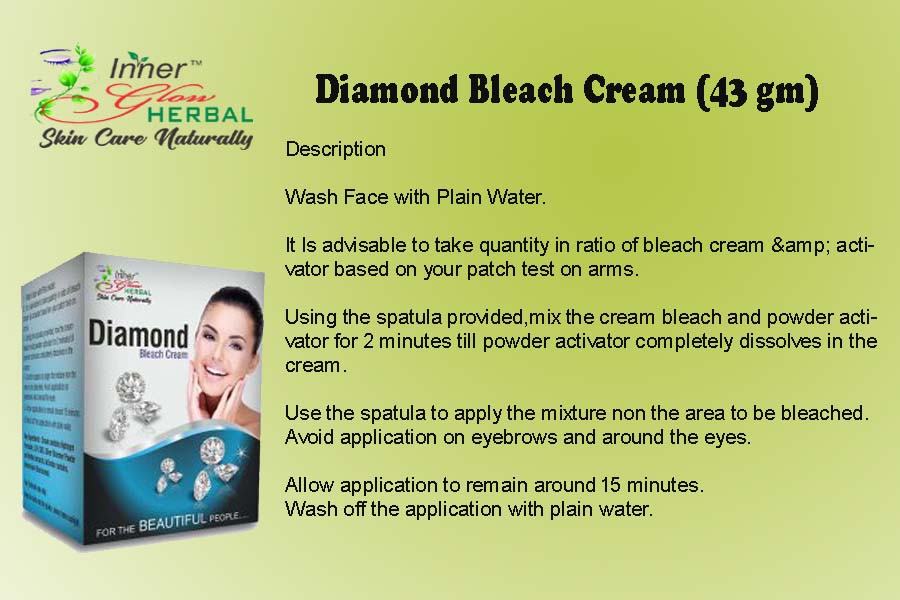 Inner™
Glow
HERBAL
Skin Care Naturally
Diamond Bleach Cream (43 gm)
Description
Wash Face with Plain Water.
It Is advisable to take quantity in ratio of bleach cream &amp; acti-
vator based on your patch test on arms.
Using the spatula provided,mix the cream bleach and powder acti-
vator for 2 minutes till powder activator completely dissolves in the
cream.
Use the spatula to apply the mixture non the area to be bleached.
Avoid application on eyebrows and around the eyes.
Allow application to remain around 15 minutes.
Wash off the application with plain water.
Inner™
Glow
HERBAL
Skin Care Naturally
Diamond
Bleach Cream
FOR THE BEAUTIFUL PEOPLE.....